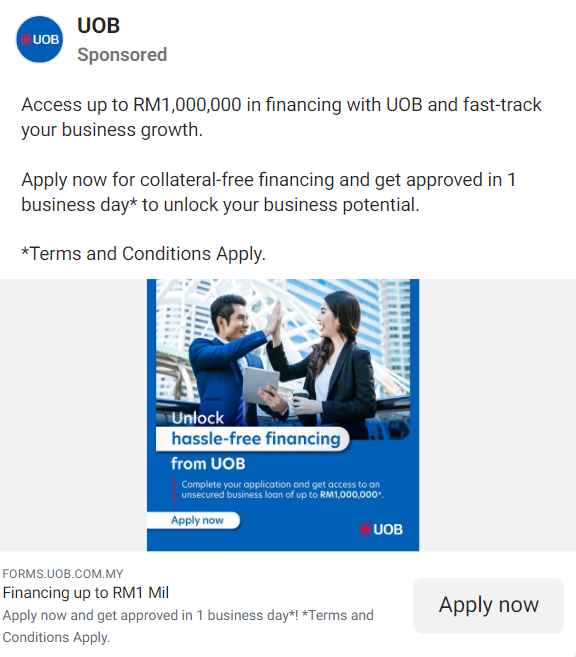 UOB
UOB
Sponsored
Access up to RM1,000,000 in financing with UOB and fast-track
your business growth.
Apply now for collateral-free financing and get approved in 1
business day* to unlock your business potential.
*Terms and Conditions Apply.
Unlock
hassle-free financing
from UOB
Complete your application and get access to an
unsecured business loan of up to RM1,000,000*.
Apply now
UOB
FORMS.UOB.COM.MY
Financing up to RM1 Mil
Apply now and get approved in 1 business day*! *Terms and
Conditions Apply.
Apply now